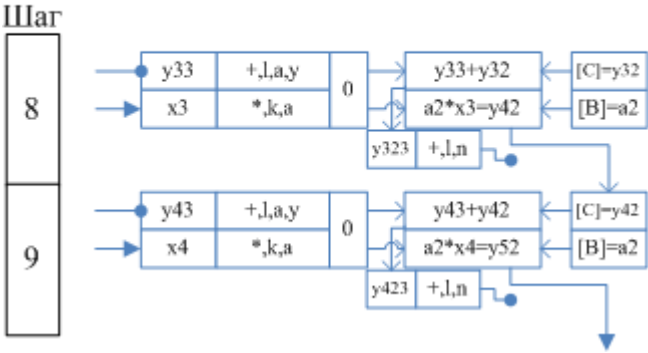 Шаг
8
y33 +,l,a,y 0 y33+y32 [C]=y32
x3 *,k,a a2*x3=y42 [B]=a2
y323 +,l,n
9
y43 +,l,a,y 0 y43+y42 [C]=y42
x4 *,k,a a2*x4=y52 [B]=a2
y423 +,l,n